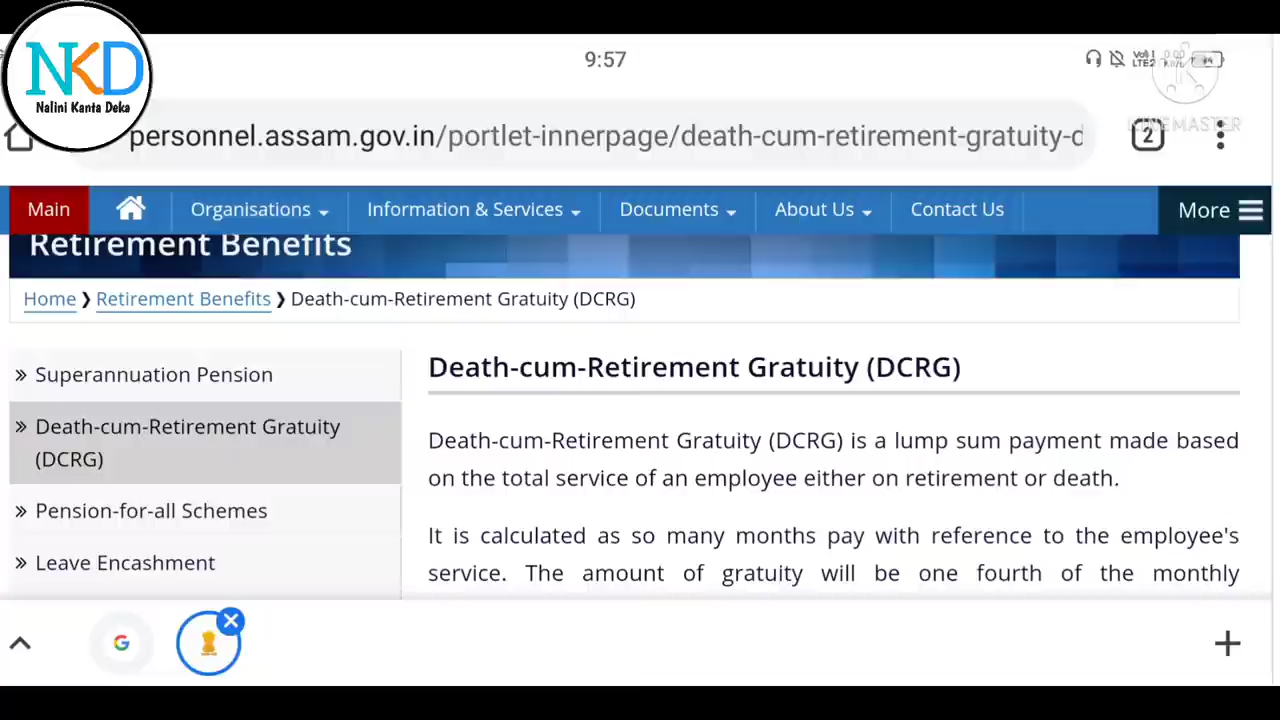 NKD
Nalini Kanta Deka
9:57
LTE2
KINEMASTER
personnel.assam.gov.in/portlet-innerpage/death-cum-retirement-gratuity-d
2
Main
Organisations
Information & Services
Documents
About Us
Contact Us
More
Retirement Benefits
Home ❯ Retirement Benefits ❯ Death-cum-Retirement Gratuity (DCRG)
» Superannuation Pension
» Death-cum-Retirement Gratuity
(DCRG)
» Pension-for-all Schemes
» Leave Encashment
Death-cum-Retirement Gratuity (DCRG)
Death-cum-Retirement Gratuity (DCRG) is a lump sum payment made based
on the total service of an employee either on retirement or death.
It is calculated as so many months pay with reference to the employee's
service. The amount of gratuity will be one fourth of the monthly
G